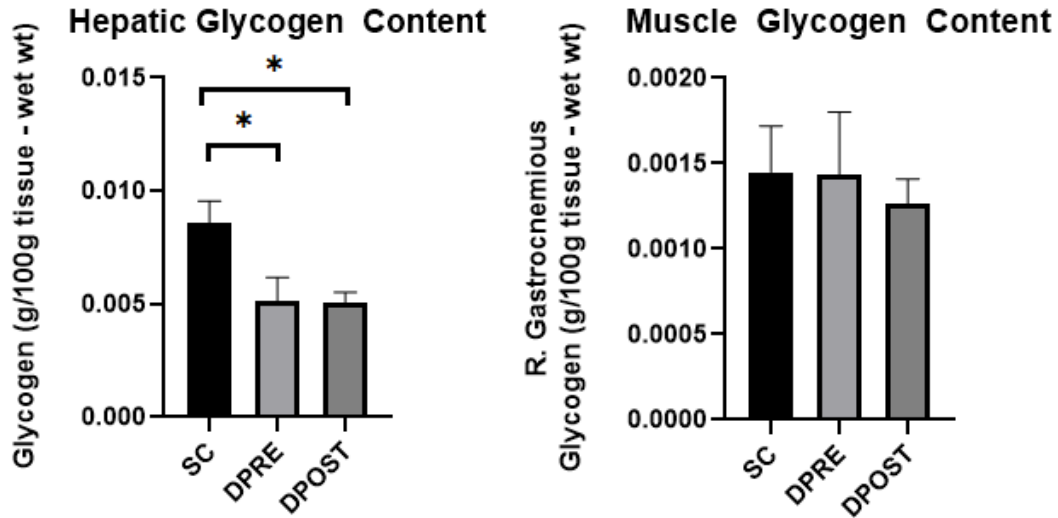 Hepatic Glycogen Content
Glycogen (g/100g tissue - wet wt)
0.015
0.010
0.005
0.000
*
*
SC
DPRE
DPOST
Muscle Glycogen Content
R. Gastrocnemious
Glycogen (g/100g tissue - wet wt)
0.0020
0.0015
0.0010
0.0005
0.0000
SC
DPRE
DPOST